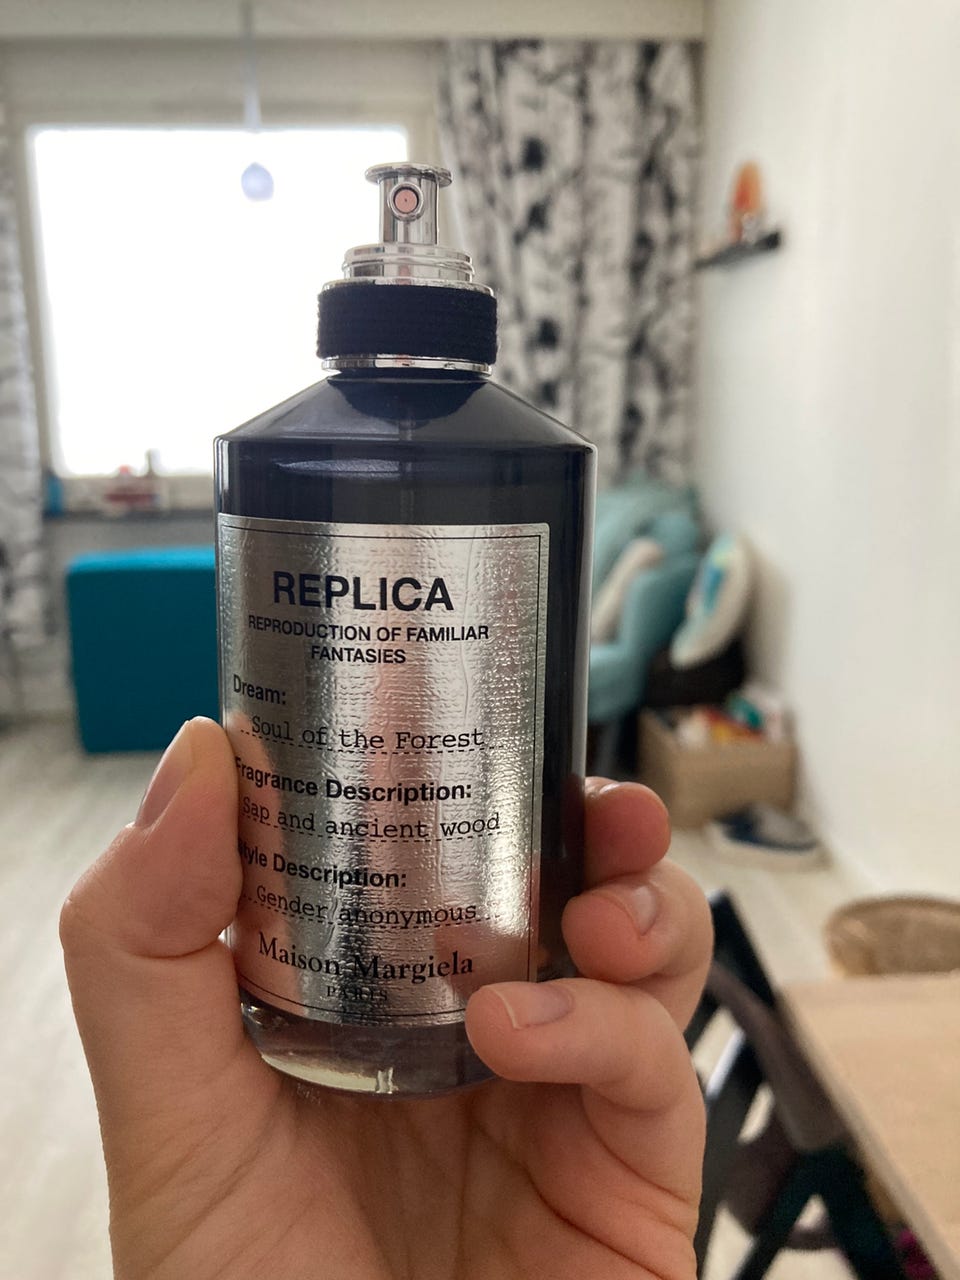 REPLICA
REPRODUCTION OF FAMILIAR
FANTASIES
Dream:
Soul of the Forest
Fragrance Description:
Sap and ancient wood
Style Description:
Gender anonymous
Maison Margiela
PARIS